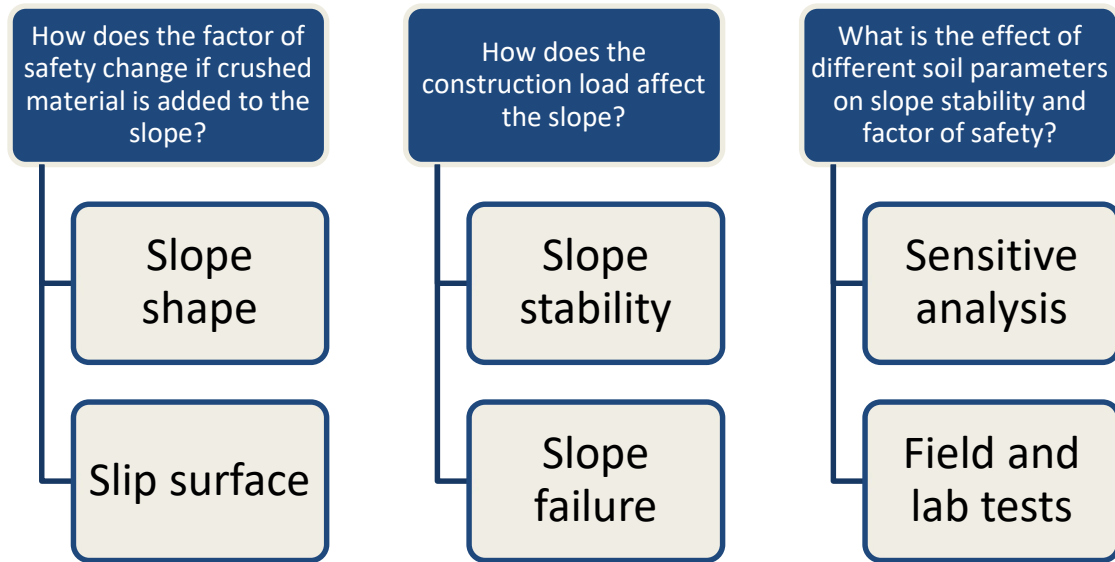 How does the factor of
safety change if crushed
material is added to the
slope?
Slope
shape
Slip surface
How does the
construction load affect
the slope?
Slope
stability
Slope
failure
What is the effect of
different soil parameters
on slope stability and
factor of safety?
Sensitive
analysis
Field and
lab tests